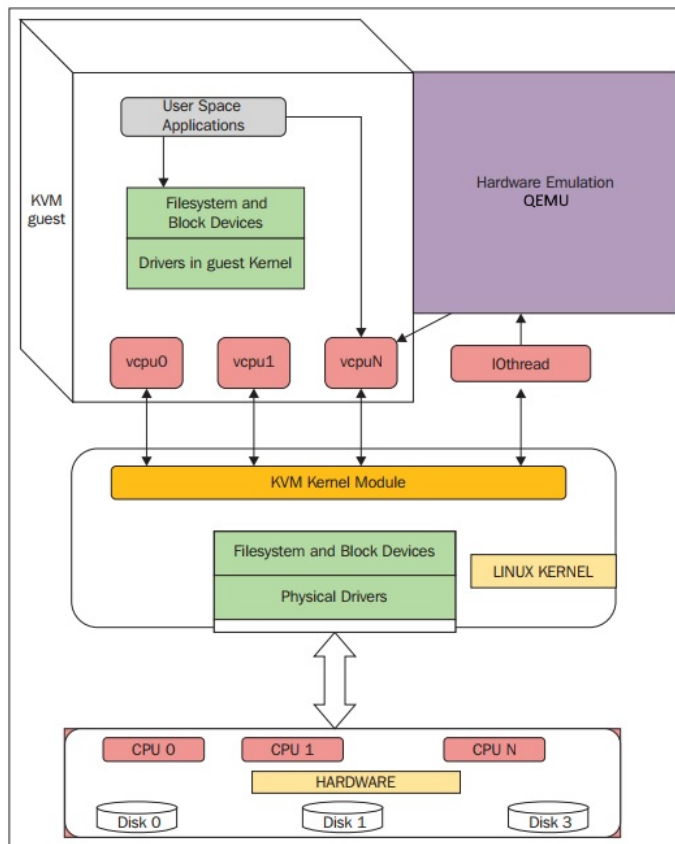 User Space
Applications
KVM
guest
Filesystem and
Block Devices
Drivers in guest Kernel
Hardware Emulation
QEMU
vcpu0
vcpu1
vcpuN
IOthread
KVM Kernel Module
Filesystem and Block Devices
Physical Drivers
LINUX KERNEL
CPU 0
CPU 1
CPU N
HARDWARE
Disk 0
Disk 1
Disk 3